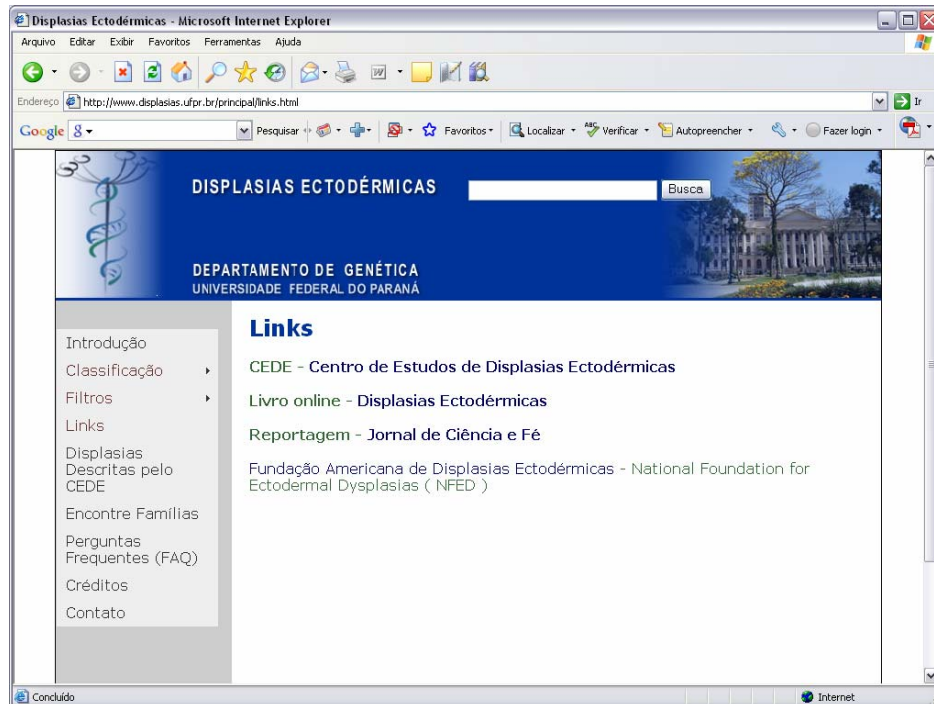 Displasias Ectodérmicas - Microsoft Internet Explorer
Arquivo Editar Exibir Favoritos Ferramentas Ajuda
Endereço http://www.displasias.ufpr.br/principal/links.html Ir
Google Pesquisar Favoritos Localizar Verificar Autopreencher Fazer login
DISPLASIAS ECTODÉRMICAS
Busca
DEPARTAMENTO DE GENÉTICA
UNIVERSIDADE FEDERAL DO PARANÁ
Introdução
Classificação
Filtros
Links
Displasias
Descritas pelo
CEDE
Encontre Famílias
Perguntas
Frequentes (FAQ)
Créditos
Contato
Links
CEDE - Centro de Estudos de Displasias Ectodérmicas
Livro online - Displasias Ectodérmicas
Reportagem - Jornal de Ciência e Fé
Fundação Americana de Displasias Ectodérmicas - National Foundation for
Ectodermal Dysplasias ( NFED )
Concluído Internet